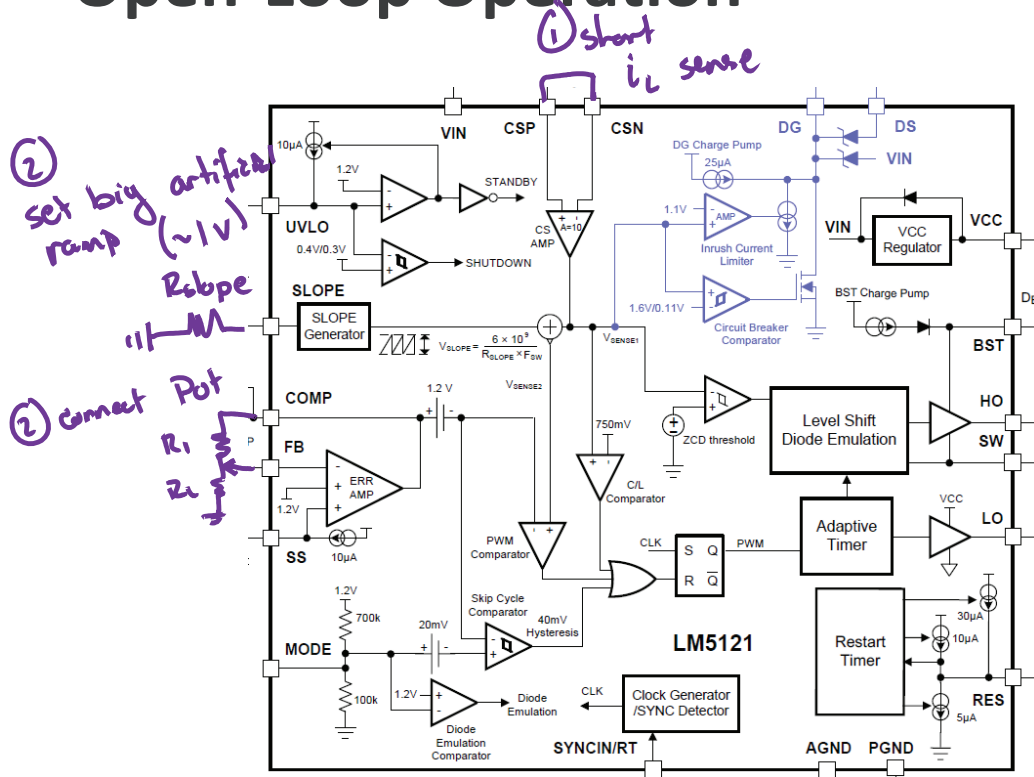 Open-Loop Operation
① short
iL sense
VIN
CSP
CSN
DG
DS
② set big artificial
ramp (~1V)
10µA
1.2V
STANDBY
UVLO
0.4V/0.3V
SHUTDOWN
CS
AMP
A=10
DG Charge Pump
25µA
VIN
1.1V
AMP
Inrush Current
Limiter
VIN
VCC
Regulator
VCC
1.6V/0.11V
Circuit Breaker
Comparator
BST Charge Pump
BST
Rslope
SLOPE
SLOPE
Generator
VSLOPE = 6 x 10⁹ / RSLOPE x FSW
VSENSE1
VSENSE2
② connect Pot
R1
COMP
1.2 V
P
FB
ERR
AMP
1.2V
SS
10µA
750mV
C/L
Comparator
ZCD threshold
Level Shift
Diode Emulation
HO
SW
PWM
Comparator
CLK
S Q
R Q̅
PWM
Adaptive
Timer
VCC
LO
1.2V
700k
MODE
100k
20mV
Skip Cycle
Comparator
40mV
Hysteresis
LM5121
1.2V
Diode
Emulation
Diode
Emulation
Comparator
CLK
Clock Generator
/SYNC Detector
SYNCIN/RT
Restart
Timer
30µA
10µA
5µA
RES
AGND
PGND